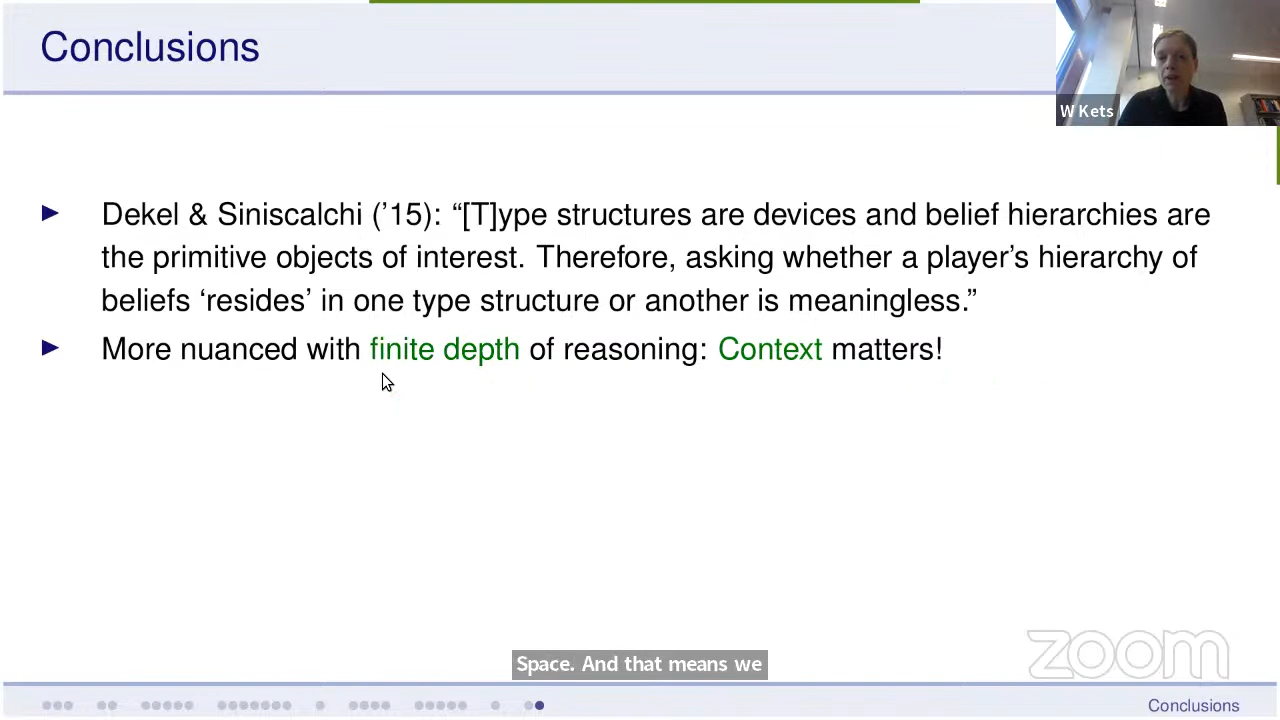 Conclusions
W Kets
Dekel & Siniscalchi (’15): “[T]ype structures are devices and belief hierarchies are
the primitive objects of interest. Therefore, asking whether a player’s hierarchy of
beliefs ‘resides’ in one type structure or another is meaningless.”
More nuanced with finite depth of reasoning: Context matters!
zoom
Space. And that means we
Conclusions